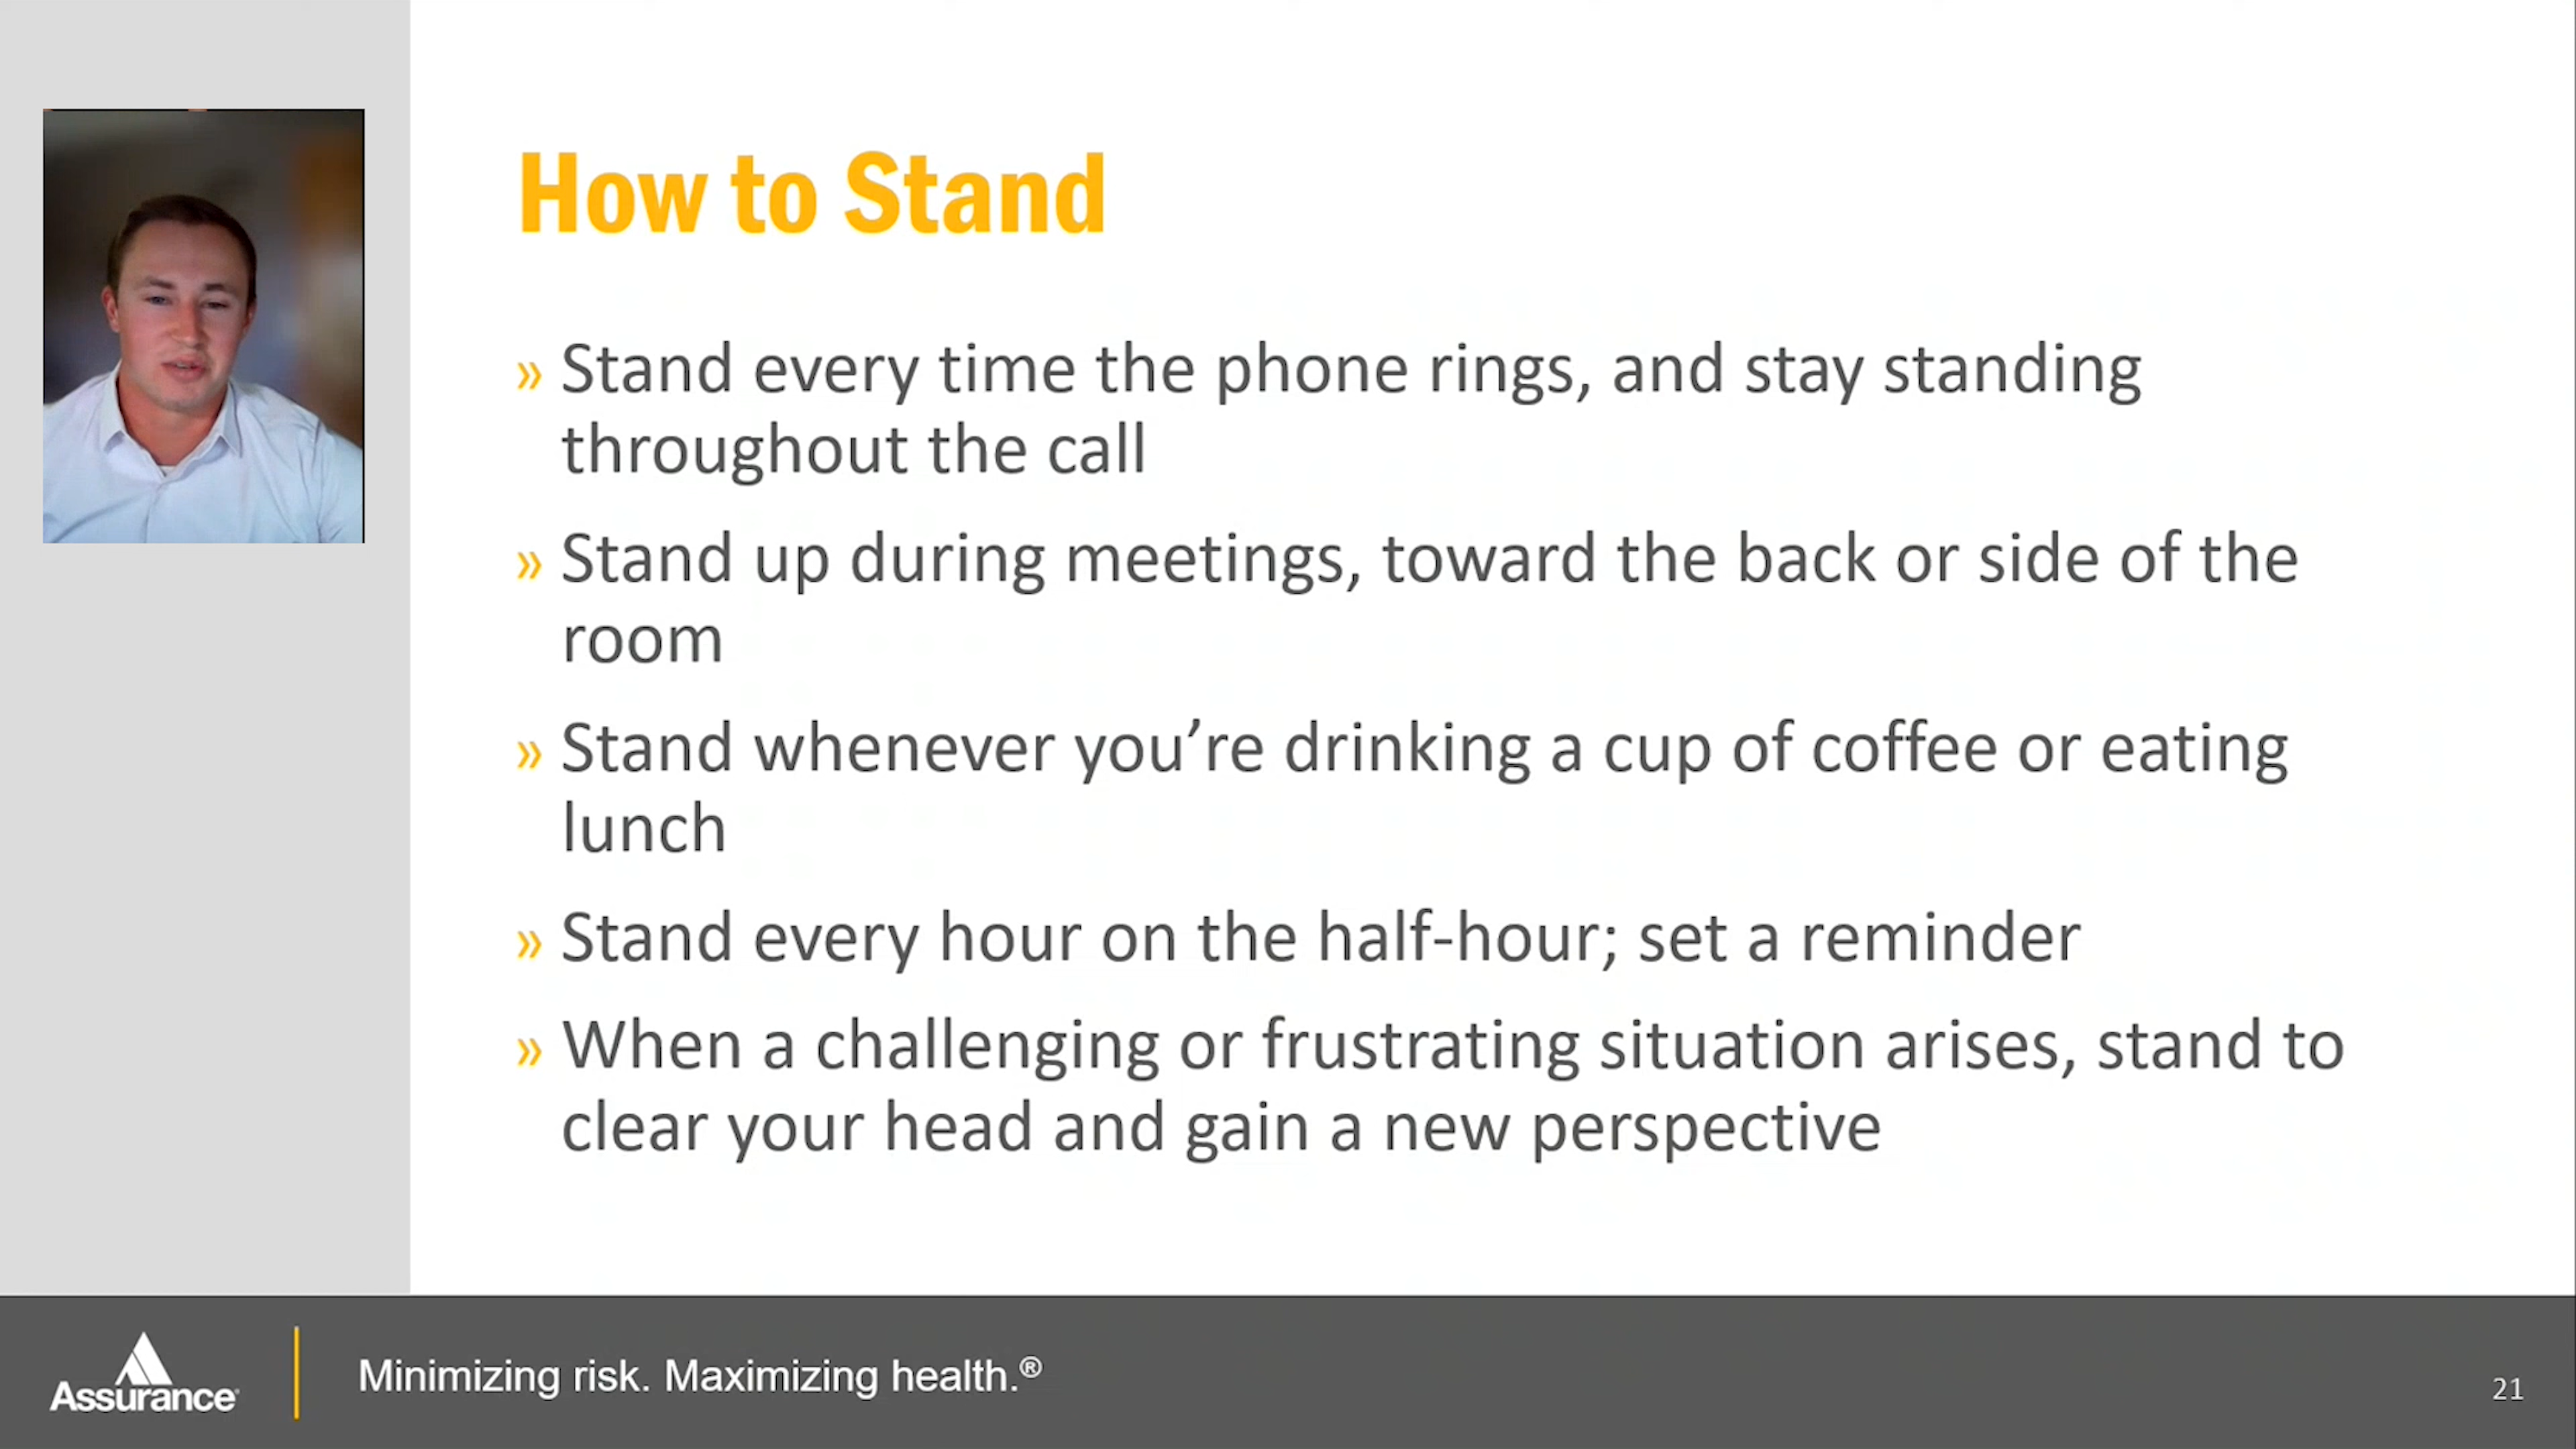 How to Stand
» Stand every time the phone rings, and stay standing
throughout the call
» Stand up during meetings, toward the back or side of the
room
» Stand whenever you’re drinking a cup of coffee or eating
lunch
» Stand every hour on the half-hour; set a reminder
» When a challenging or frustrating situation arises, stand to
clear your head and gain a new perspective
Assurance
Minimizing risk. Maximizing health.®
21